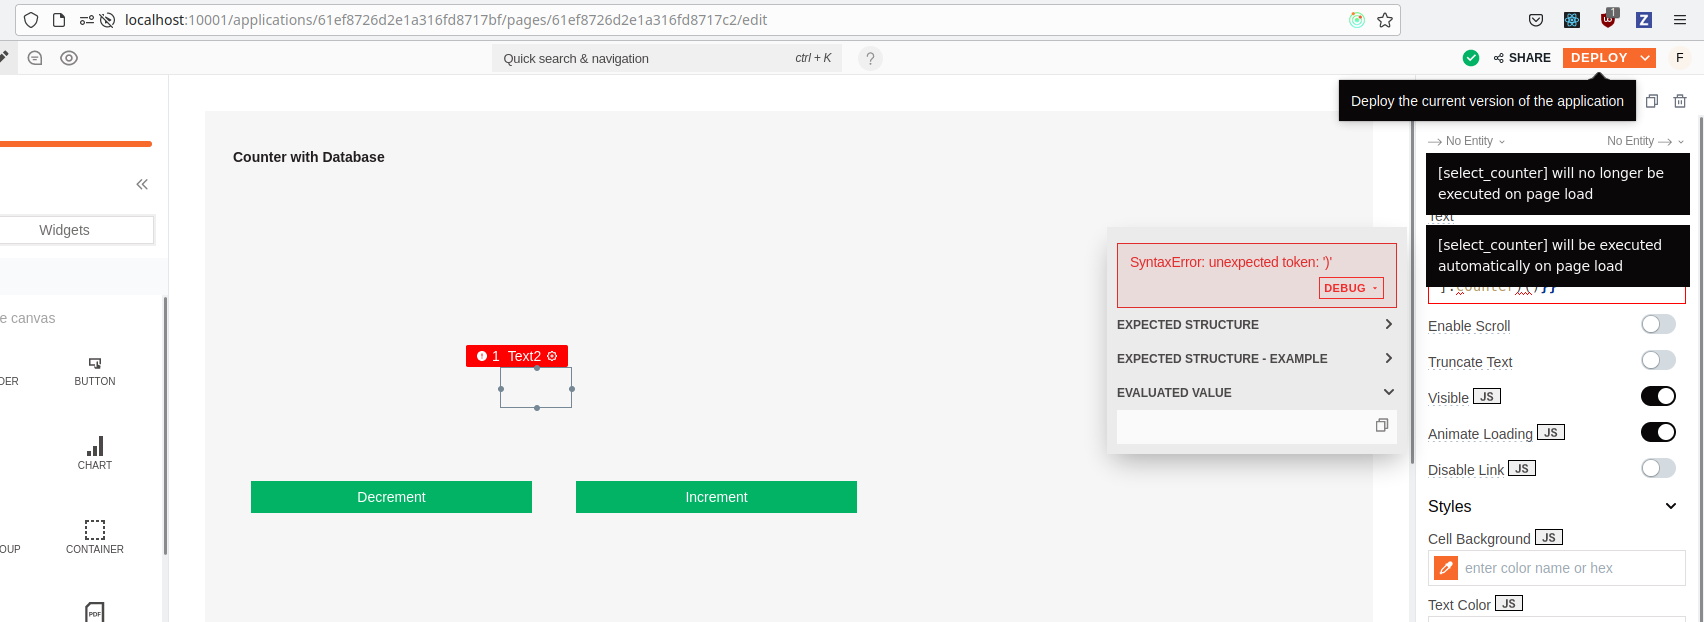 localhost:10001/applications/61ef8726d2e1a316fd8717bf/pages/61ef8726d2e1a316fd8717c2/edit
1
Quick search & navigation
ctrl + K
?
SHARE
DEPLOY
F
Deploy the current version of the application
No Entity
No Entity
[select_counter] will no longer be
executed on page load
Text
[select_counter] will be executed
automatically on page load
].counter)()}}
Counter with Database
Widgets
e canvas
DER
BUTTON
CHART
OUP
CONTAINER
PDF
1 Text2
Decrement
Increment
SyntaxError: unexpected token: ')'
DEBUG
EXPECTED STRUCTURE
EXPECTED STRUCTURE - EXAMPLE
EVALUATED VALUE
Enable Scroll
Truncate Text
Visible JS
Animate Loading JS
Disable Link JS
Styles
Cell Background JS
enter color name or hex
Text Color JS